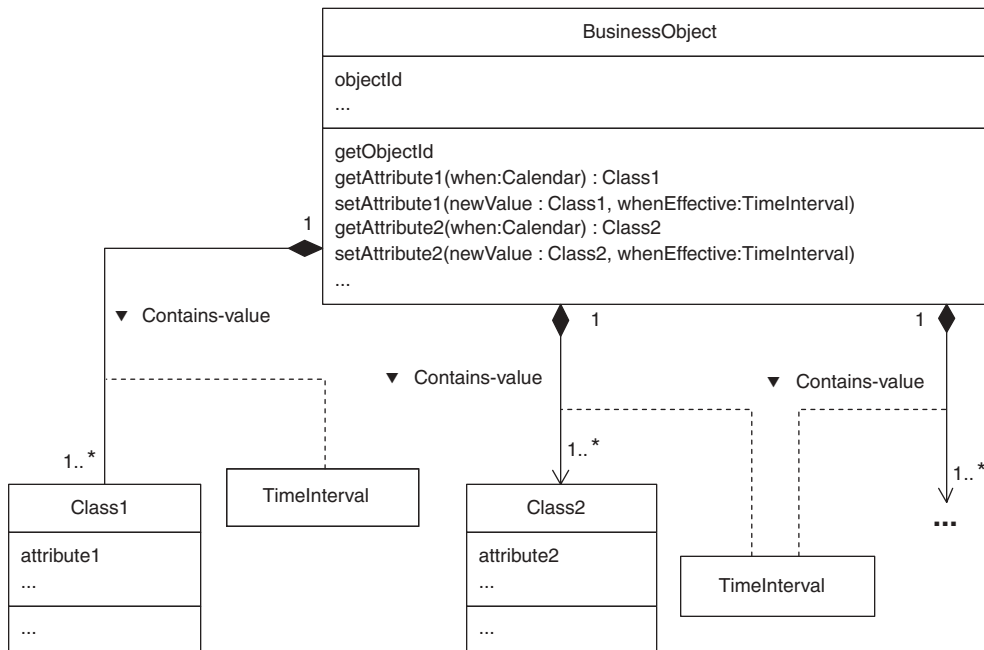 BusinessObject
objectId
...
getObjectId
getAttribute1(when:Calendar) : Class1
setAttribute1(newValue : Class1, whenEffective:TimeInterval)
getAttribute2(when:Calendar) : Class2
setAttribute2(newValue : Class2, whenEffective:TimeInterval)
...
1
1
1
▼ Contains-value
▼ Contains-value
▼ Contains-value
1..*
1..*
1..*
Class1
attribute1
...
...
TimeInterval
Class2
attribute2
...
...
TimeInterval
...